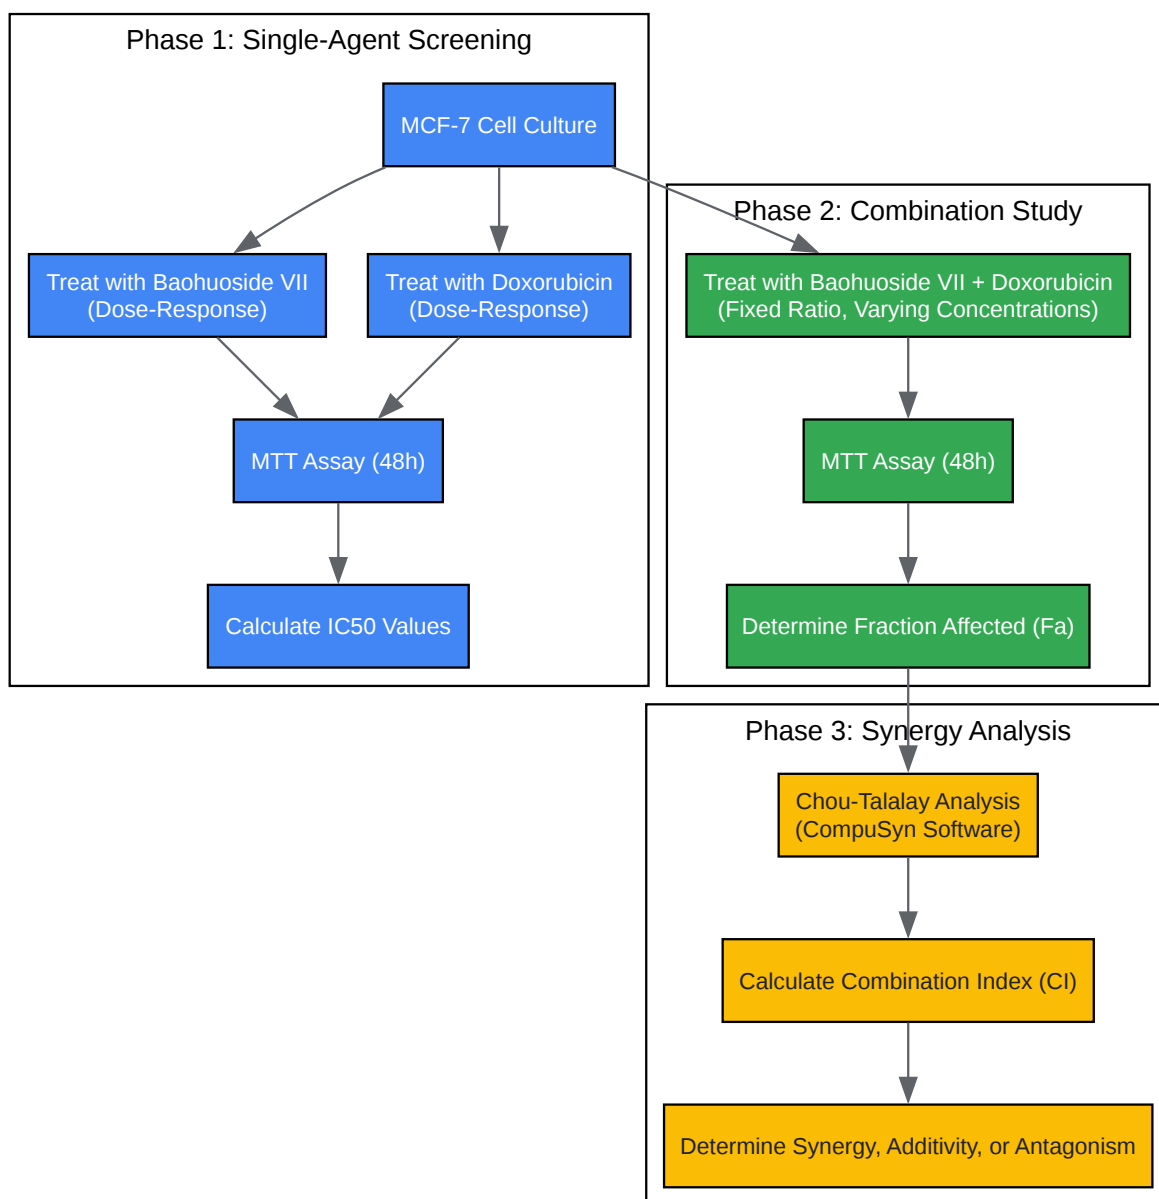 Phase 1: Single-Agent Screening
MCF-7 Cell Culture
Treat with Baohuoside VII
(Dose-Response)
Treat with Doxorubicin
(Dose-Response)
MTT Assay (48h)
Calculate IC50 Values
Phase 2: Combination Study
Treat with Baohuoside VII + Doxorubicin
(Fixed Ratio, Varying Concentrations)
MTT Assay (48h)
Determine Fraction Affected (Fa)
Phase 3: Synergy Analysis
Chou-Talalay Analysis
(CompuSyn Software)
Calculate Combination Index (CI)
Determine Synergy, Additivity, or Antagonism